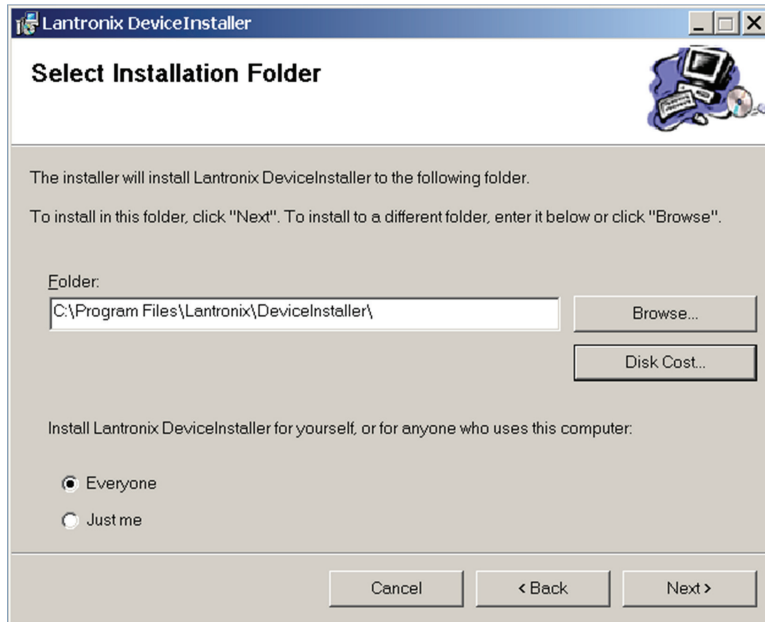 Lantronix DeviceInstaller
Select Installation Folder
The installer will install Lantronix DeviceInstaller to the following folder.
To install in this folder, click "Next". To install to a different folder, enter it below or click "Browse".
Folder:
C:\Program Files\Lantronix\DeviceInstaller\
Browse...
Disk Cost...
Install Lantronix DeviceInstaller for yourself, or for anyone who uses this computer:
Everyone
Just me
Cancel
< Back
Next >